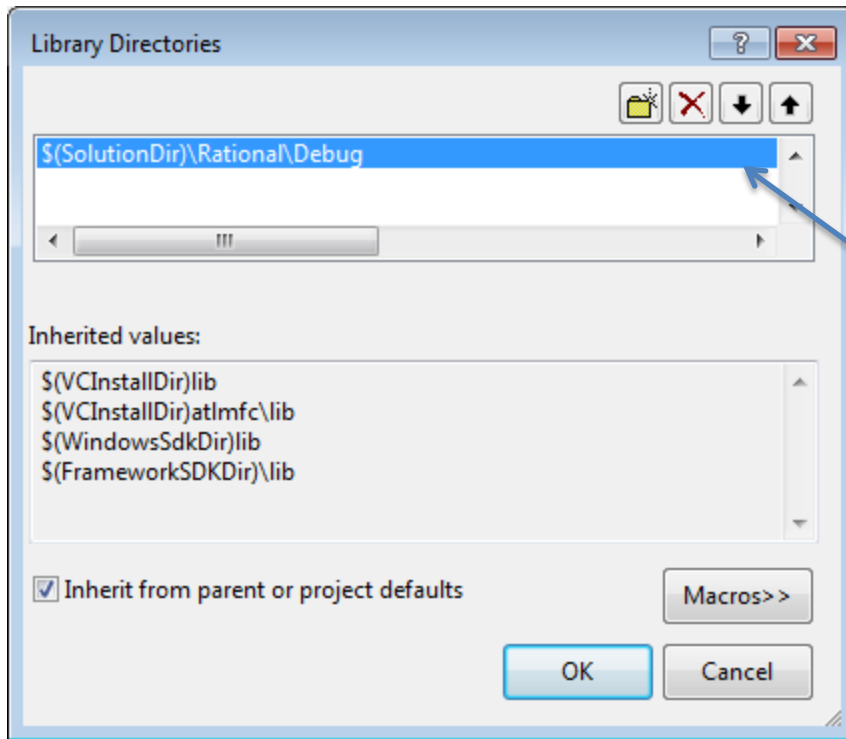 Library Directories
$(SolutionDir)\Rational\Debug
Inherited values:
$(VCInstallDir)lib
$(VCInstallDir)atlmfc\lib
$(WindowsSdkDir)lib
$(FrameworkSDKDir)\lib
Inherit from parent or project defaults
Macros>>
OK
Cancel